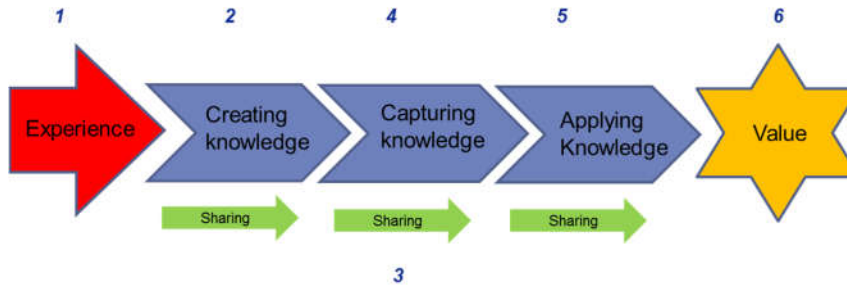 1
2
4
5
6
Experience
Creating
knowledge
Capturing
knowledge
Applying
Knowledge
Value
Sharing
Sharing
Sharing
3